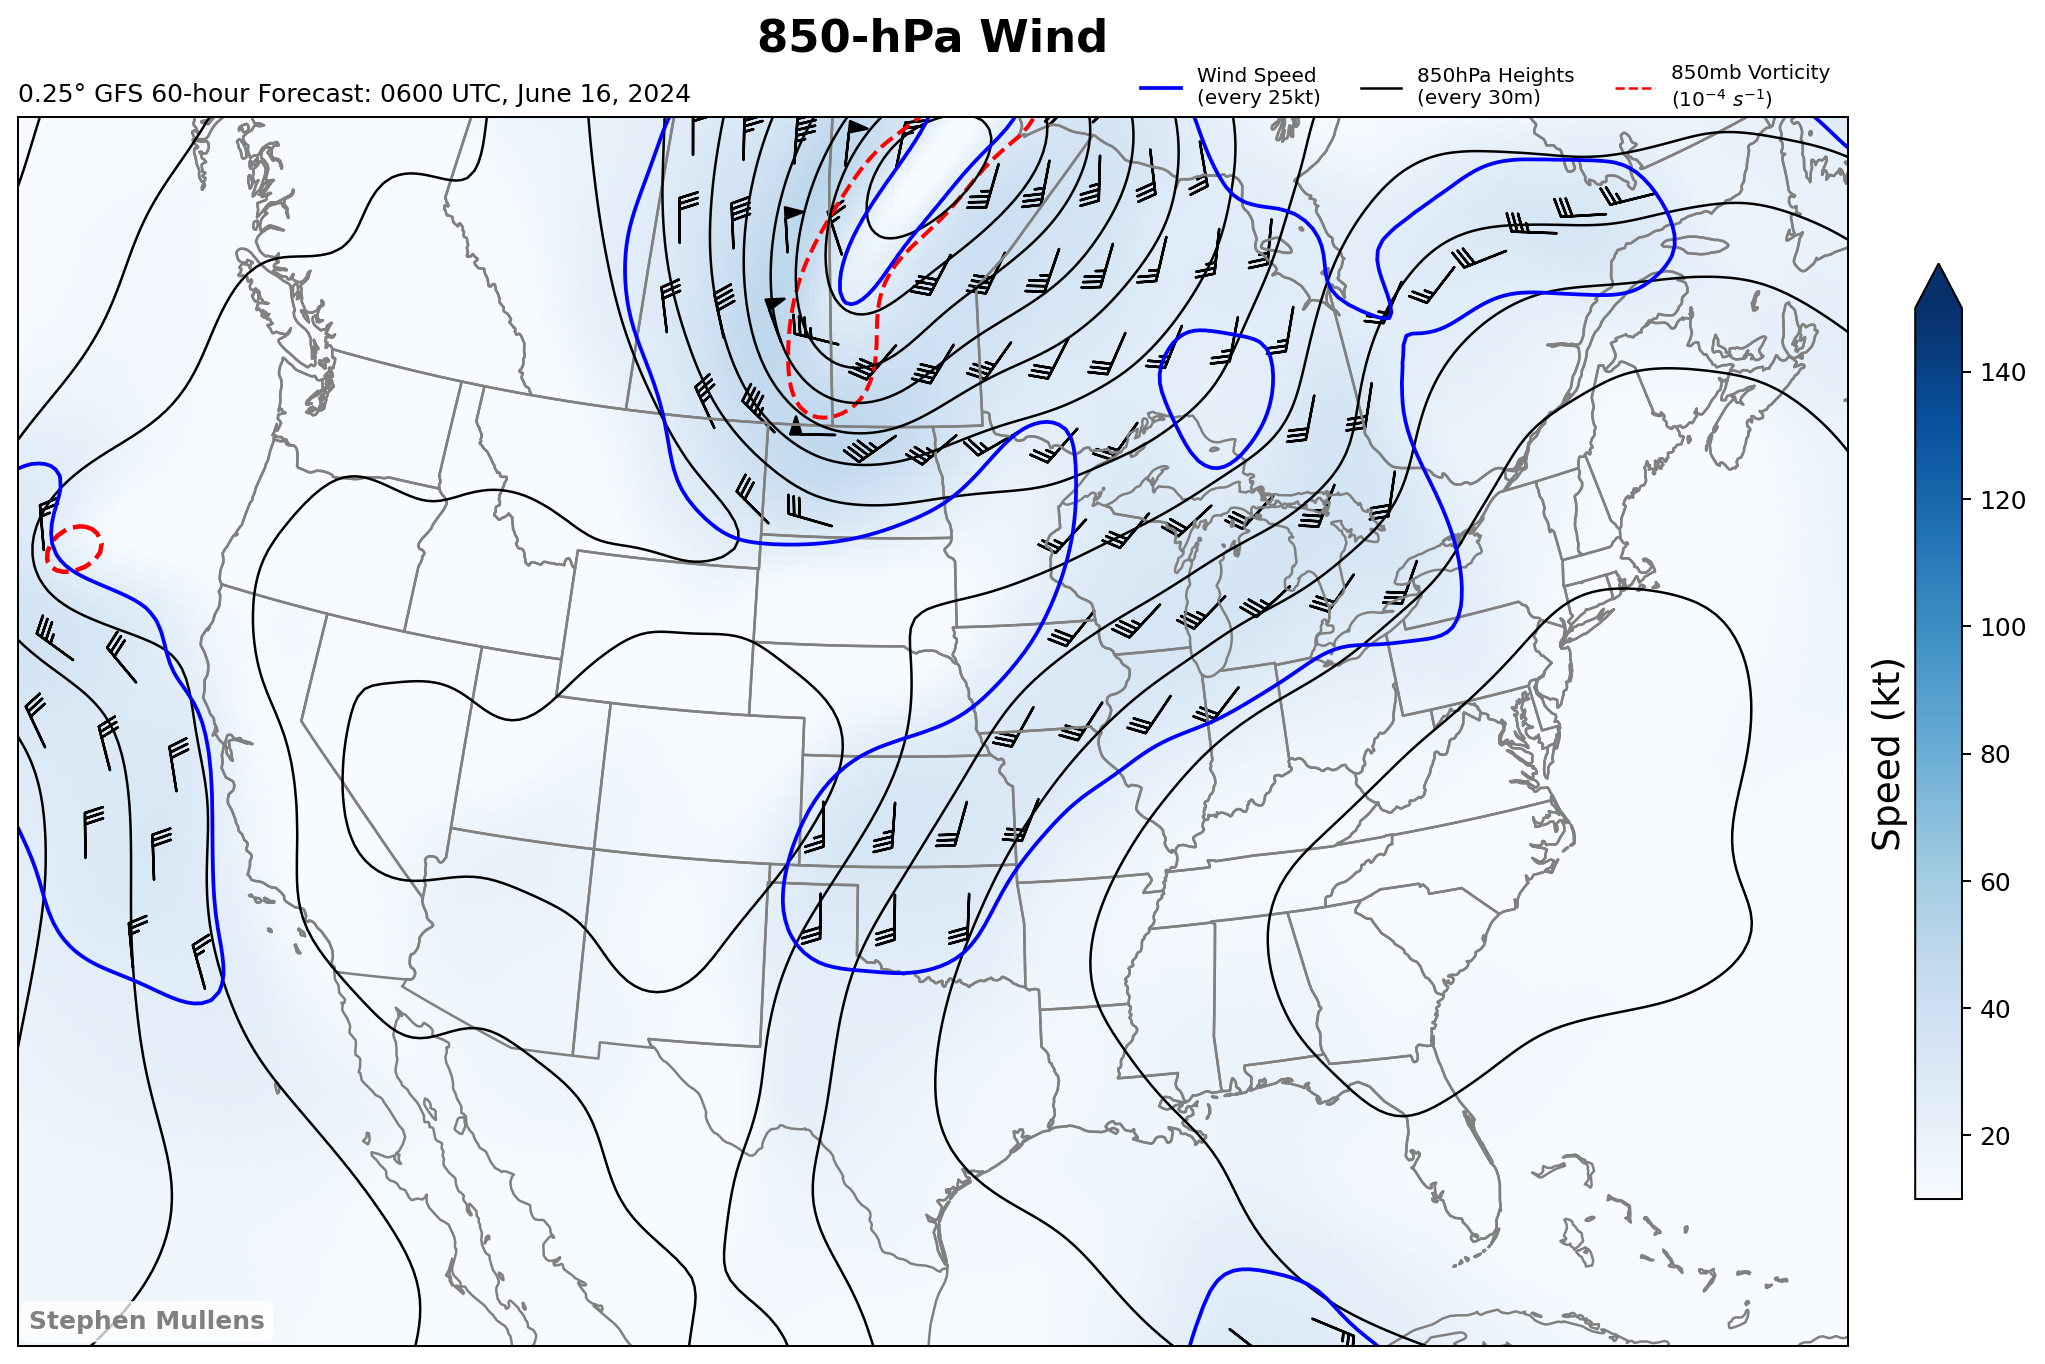 850-hPa Wind
0.25° GFS 60-hour Forecast: 0600 UTC, June 16, 2024
Wind Speed
(every 25kt)
850hPa Heights
(every 30m)
850mb Vorticity
(10⁻⁴ s⁻¹)
140
120
100
80
60
40
20
Speed (kt)
Stephen Mullens